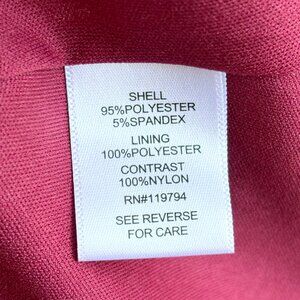 SHELL
95%POLYESTER
5%SPANDEX
LINING
100%POLYESTER
CONTRAST
100%NYLON
RN#119794
SEE REVERSE
FOR CARE